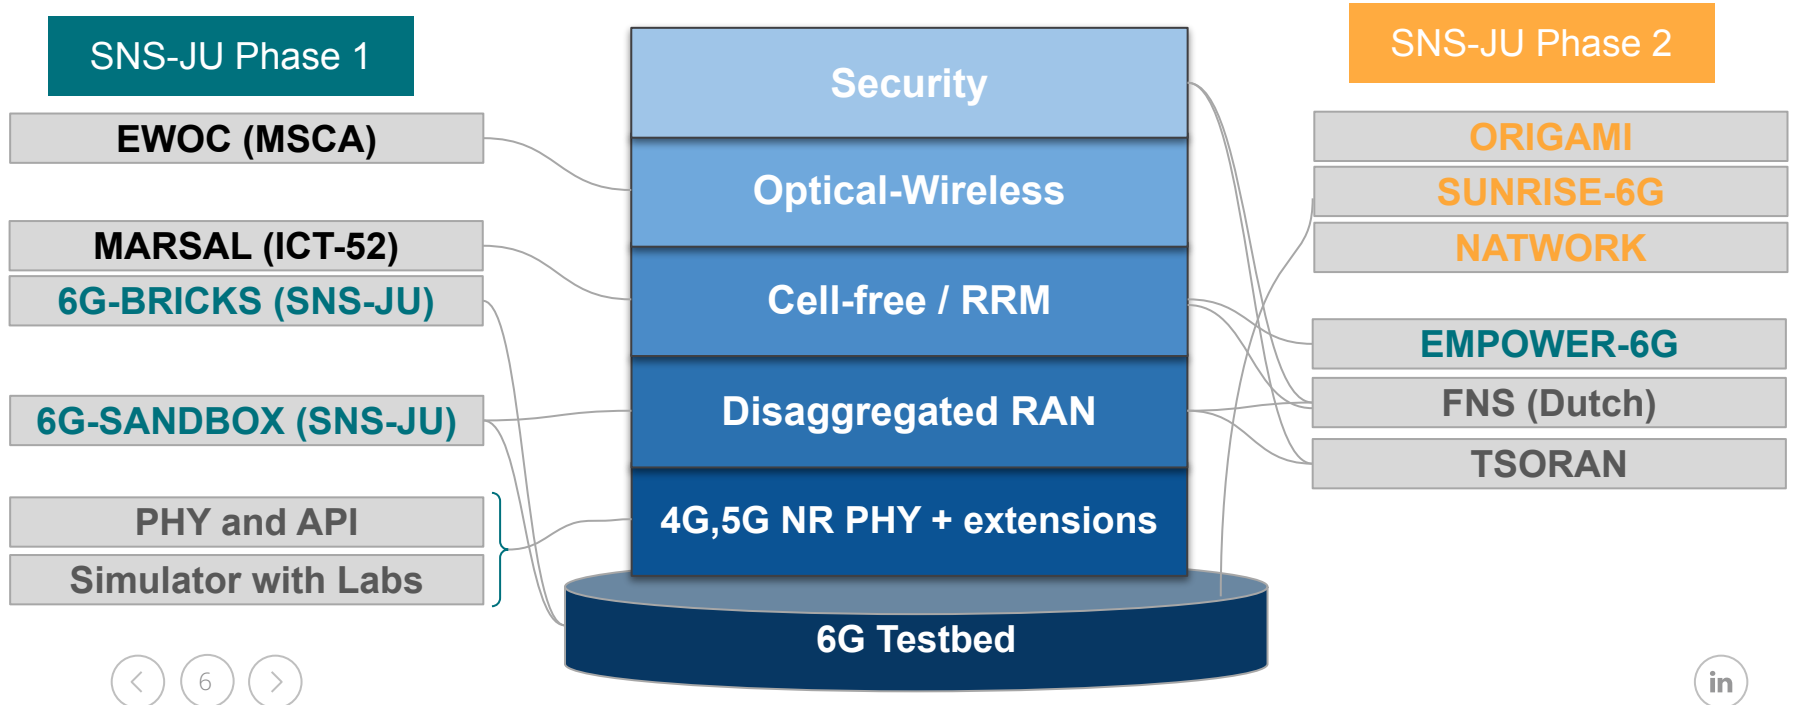 SNS-JU Phase 1
EWOC (MSCA)
MARSAL (ICT-52)
6G-BRICKS (SNS-JU)
6G-SANDBOX (SNS-JU)
PHY and API
Simulator with Labs
Security
Optical-Wireless
Cell-free / RRM
Disaggregated RAN
4G,5G NR PHY + extensions
6G Testbed
SNS-JU Phase 2
ORIGAMI
SUNRISE-6G
NATWORK
EMPOWER-6G
FNS (Dutch)
TSORAN
6
in